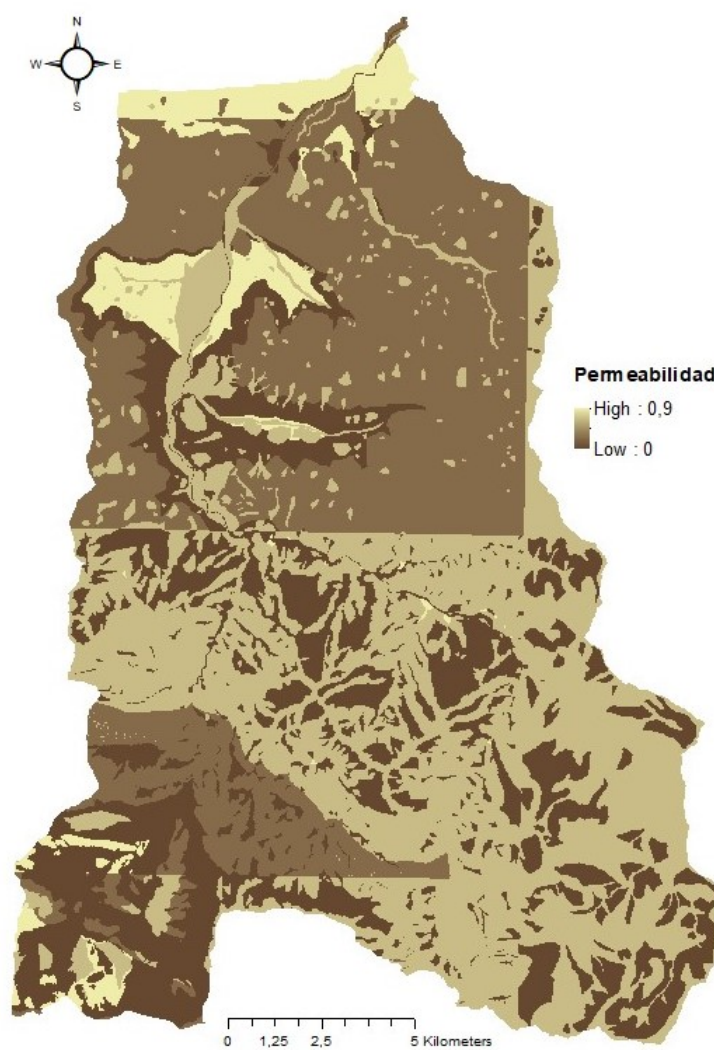 N
W E
S
Permeabilidad
High : 0,9
Low : 0
0 1,25 2,5 5 Kilometers